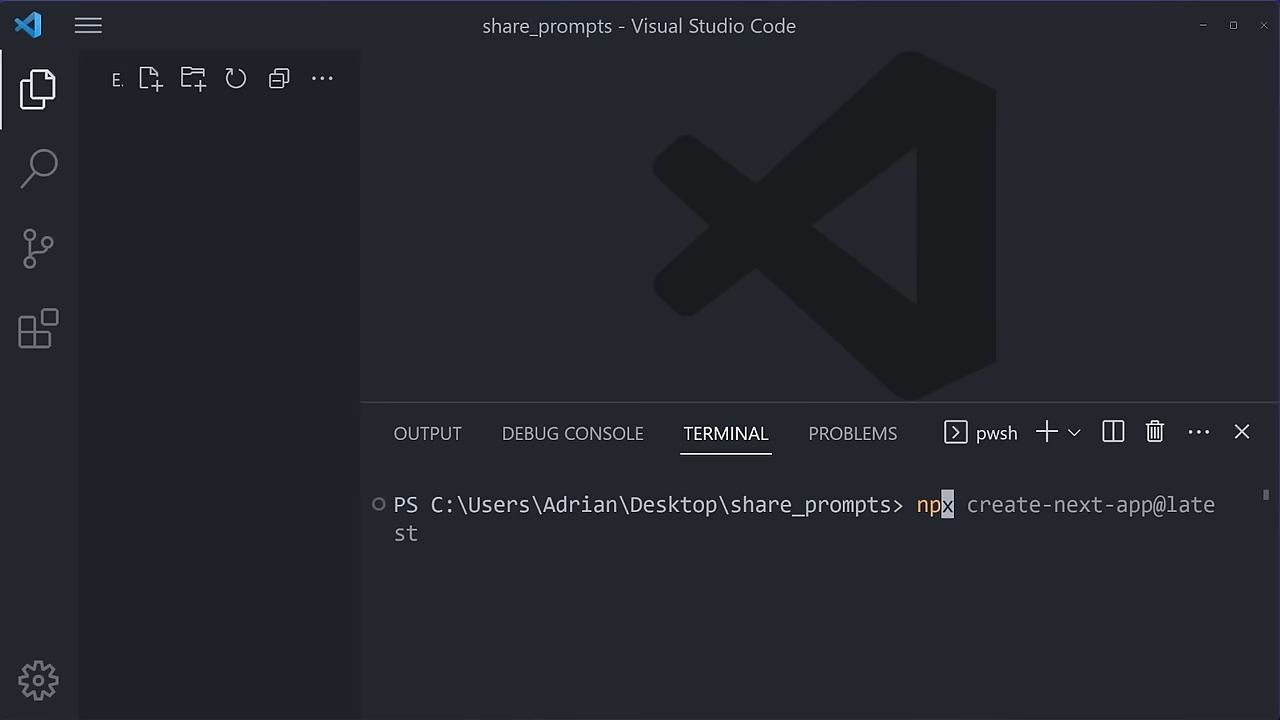 share_prompts - Visual Studio Code
E.
OUTPUT
DEBUG CONSOLE
TERMINAL
PROBLEMS
pwsh
PS C:\Users\Adrian\Desktop\share_prompts> npx create-next-app@late
st